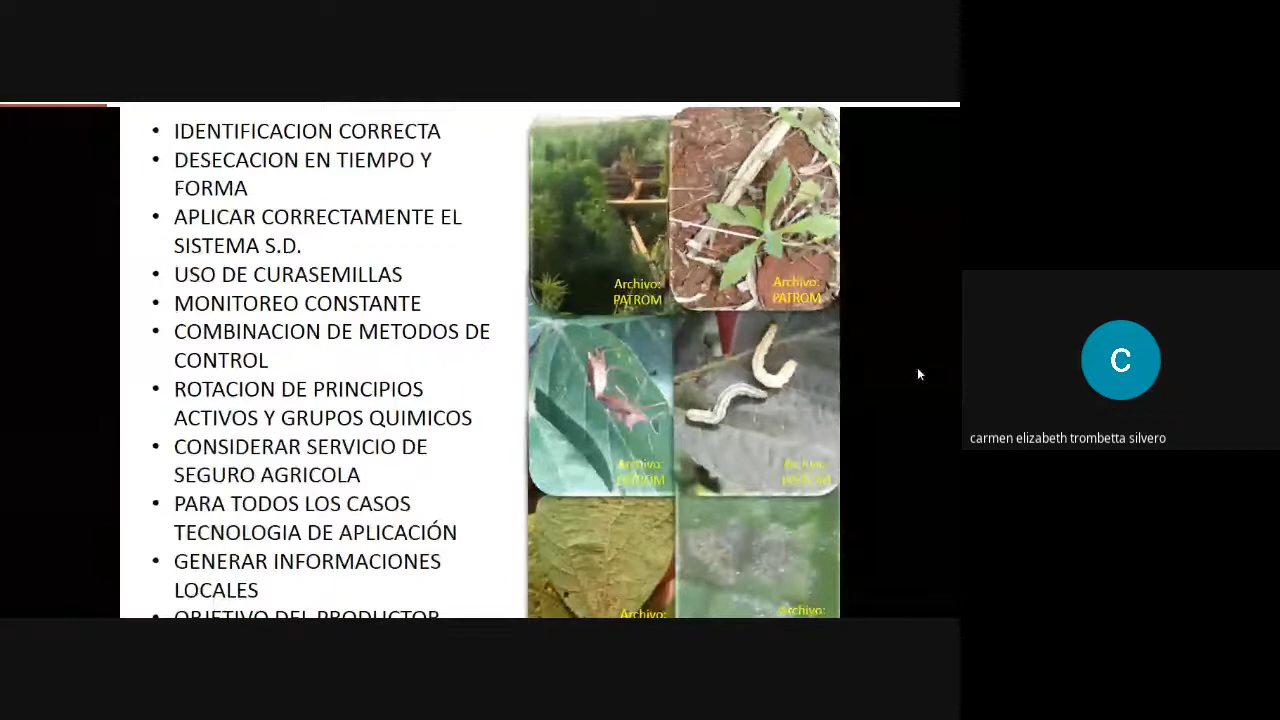 • IDENTIFICACION CORRECTA
• DESECACION EN TIEMPO Y
FORMA
• APLICAR CORRECTAMENTE EL
SISTEMA S.D.
• USO DE CURASEMILLAS
• MONITOREO CONSTANTE
• COMBINACION DE METODOS DE
CONTROL
• ROTACION DE PRINCIPIOS
ACTIVOS Y GRUPOS QUIMICOS
• CONSIDERAR SERVICIO DE
SEGURO AGRICOLA
• PARA TODOS LOS CASOS
TECNOLOGIA DE APLICACIÓN
• GENERAR INFORMACIONES
LOCALES
• OBJETIVO DEL PRODUCTOR
Archivo:
PATROM
Archivo:
PATROM
Archivo:
PATROM
Archivo:
Archivo:
Archivo:
C
carmen elizabeth trombetta silvero